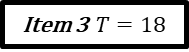 Item 3 T = 18